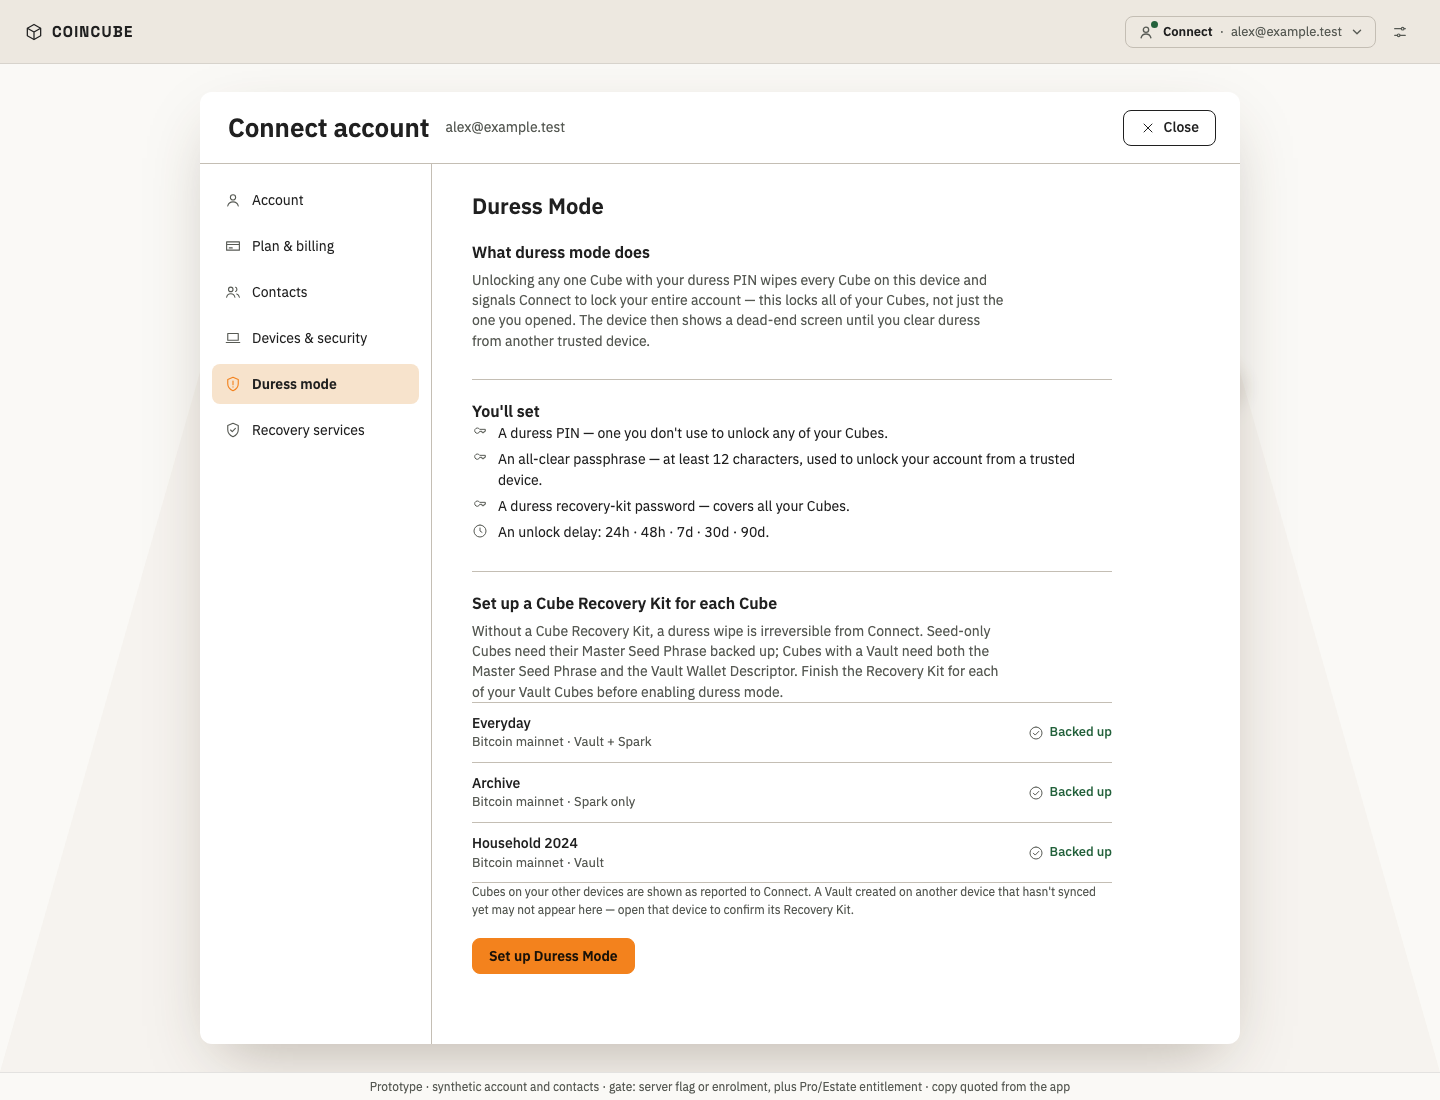 COINCUBE
Connect · alex@example.test
Connect account alex@example.test
Close
Account
Plan & billing
Contacts
Devices & security
Duress mode
Recovery services
Duress Mode
What duress mode does
Unlocking any one Cube with your duress PIN wipes every Cube on this device and
signals Connect to lock your entire account — this locks all of your Cubes, not just the
one you opened. The device then shows a dead-end screen until you clear duress
from another trusted device.
You'll set
A duress PIN — one you don't use to unlock any of your Cubes.
An all-clear passphrase — at least 12 characters, used to unlock your account from a trusted
device.
A duress recovery-kit password — covers all your Cubes.
An unlock delay: 24h · 48h · 7d · 30d · 90d.
Set up a Cube Recovery Kit for each Cube
Without a Cube Recovery Kit, a duress wipe is irreversible from Connect. Seed-only
Cubes need their Master Seed Phrase backed up; Cubes with a Vault need both the
Master Seed Phrase and the Vault Wallet Descriptor. Finish the Recovery Kit for each
of your Vault Cubes before enabling duress mode.
Everyday
Bitcoin mainnet · Vault + Spark
Backed up
Archive
Bitcoin mainnet · Spark only
Backed up
Household 2024
Bitcoin mainnet · Vault
Backed up
Cubes on your other devices are shown as reported to Connect. A Vault created on another device that hasn't synced
yet may not appear here — open that device to confirm its Recovery Kit.
Set up Duress Mode
Prototype · synthetic account and contacts · gate: server flag or enrolment, plus Pro/Estate entitlement · copy quoted from the app